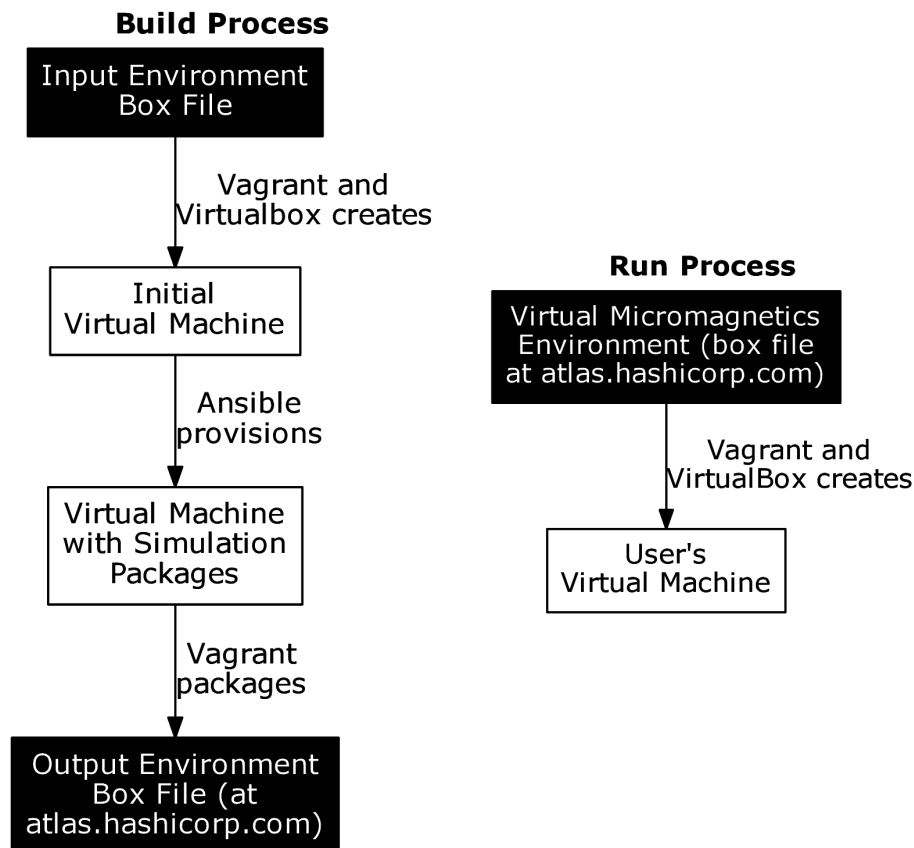 Build Process
Input Environment
Box File
Vagrant and
Virtualbox creates
Initial
Virtual Machine
Ansible
provisions
Virtual Machine
with Simulation
Packages
Vagrant
packages
Output Environment
Box File (at
atlas.hashicorp.com)
Run Process
Virtual Micromagnetics
Environment (box file
at atlas.hashicorp.com)
Vagrant and
VirtualBox creates
User's
Virtual Machine